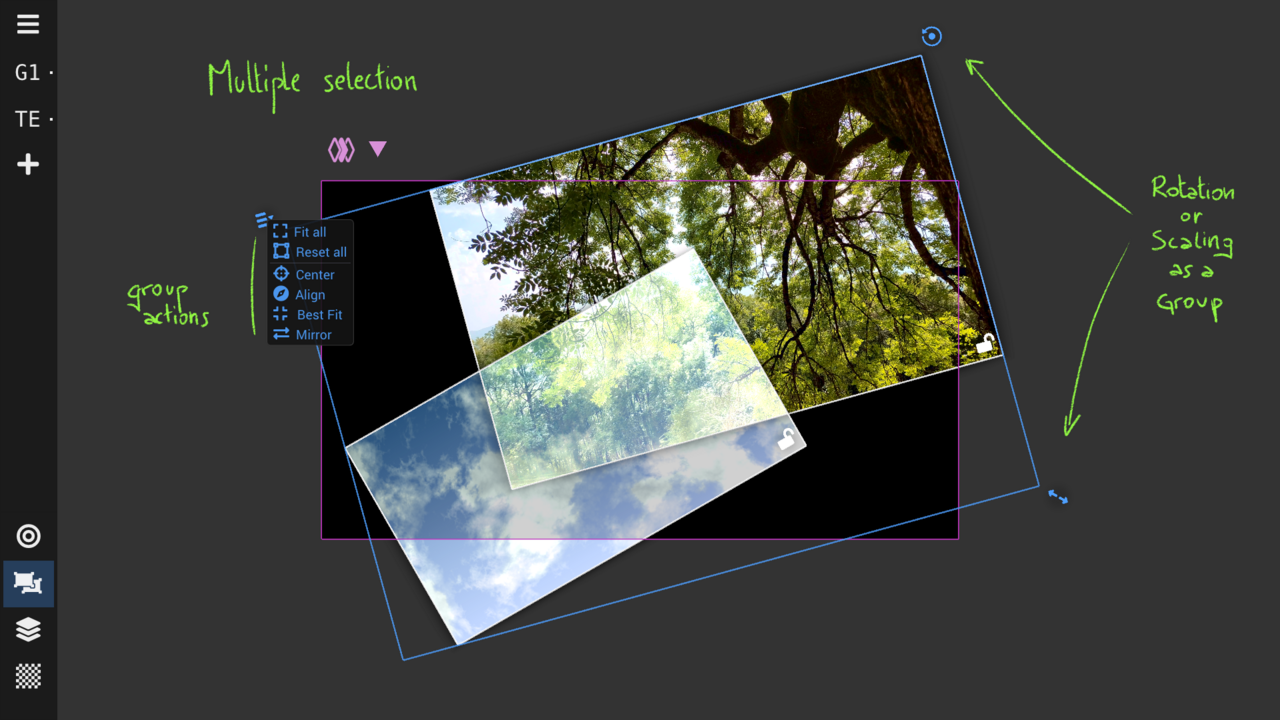 G1 ·
TE ·
Multiple selection
Fit all
Reset all
Center
Align
Best Fit
Mirror
group
actions
Rotation
or
Scaling
as a
Group